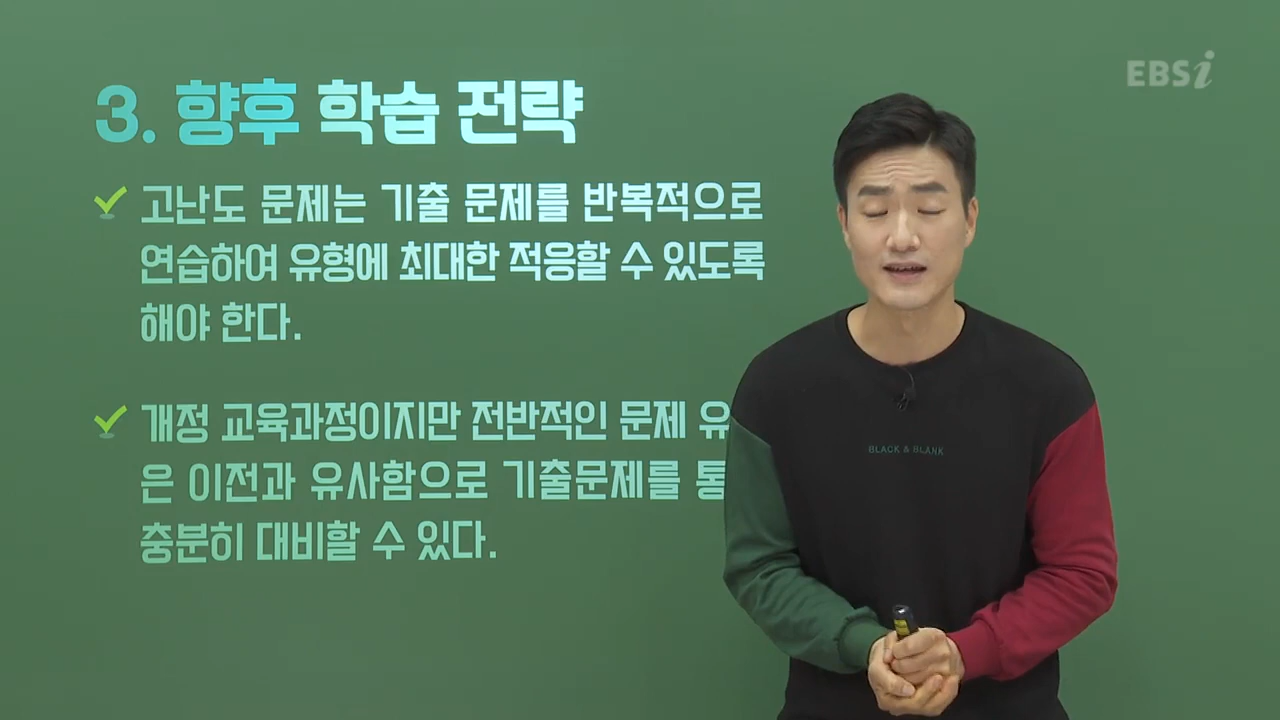 EBSi
3. 향후 학습 전략
고난도 문제는 기출 문제를 반복적으로
연습하여 유형에 최대한 적응할 수 있도록
해야 한다.
개정 교육과정이지만 전반적인 문제 유
은 이전과 유사함으로 기출문제를 통
충분히 대비할 수 있다.
BLACK & BLANK